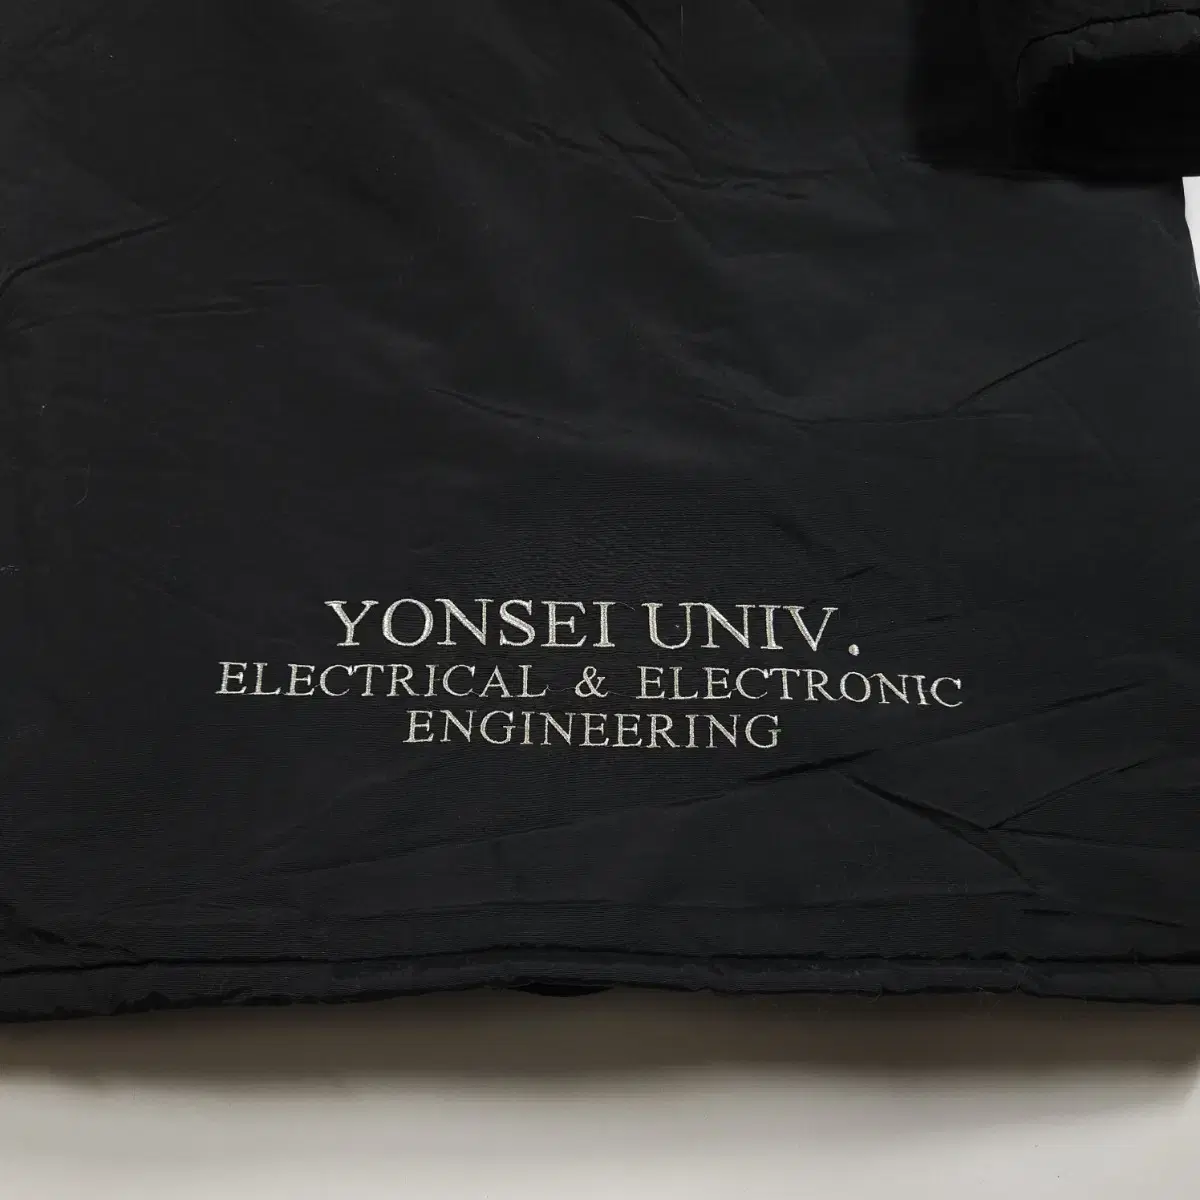 YONSEI UNIV.
ELECTRICAL & ELECTRONIC
ENGINEERING